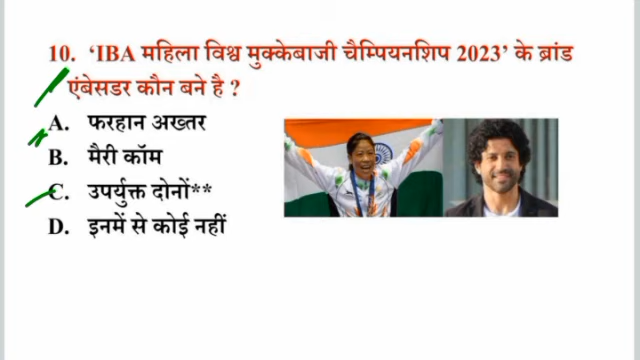 10. ‘IBA महिला विश्व मुक्केबाजी चैम्पियनशिप 2023’ के ब्रांड
एंबेसडर कौन बने है ?
A. फरहान अख्तर
B. मैरी कॉम
C. उपर्युक्त दोनों**
D. इनमें से कोई नहीं